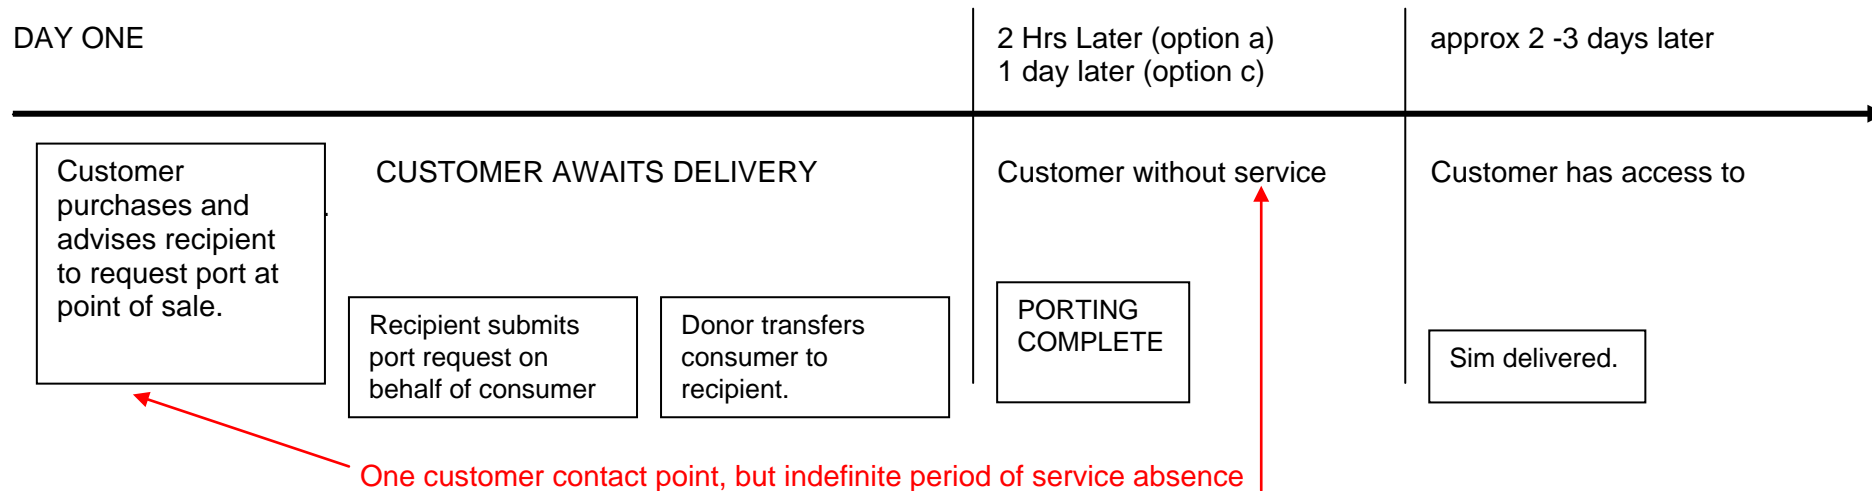 DAY ONE
2 Hrs Later (option a)
1 day later (option c)
approx 2 -3 days later
Customer
purchases and
advises recipient
to request port at
point of sale.
CUSTOMER AWAITS DELIVERY
.
Recipient submits
port request on
behalf of consumer
Donor transfers
consumer to
recipient.
Customer without service
PORTING
COMPLETE
Customer has access to
Sim delivered.
One customer contact point, but indefinite period of service absence